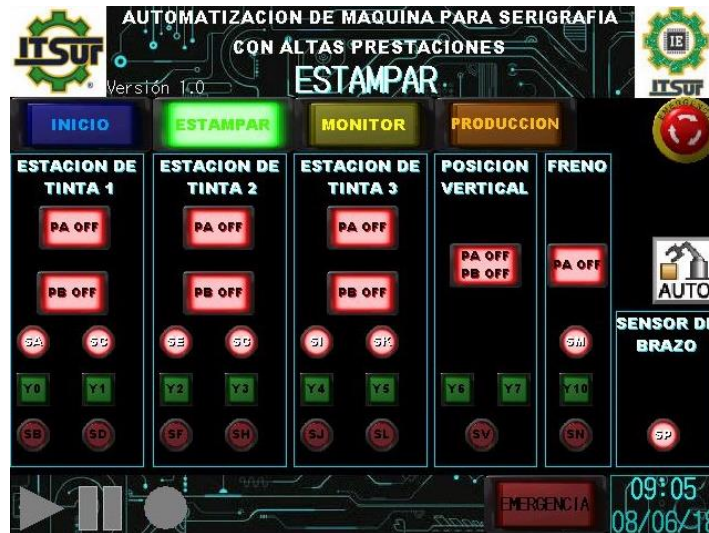 AUTOMATIZACION DE MAQUINA PARA SERIGRAFIA
CON ALTAS PRESTACIONES
ITSUF
Versión 1.0
ESTAMPAR
IE
ITSUF
INICIO
ESTAMPAR
MONITOR
PRODUCCION
ESTACION DE
TINTA 1
ESTACION DE
TINTA 2
ESTACION DE
TINTA 3
POSICION
VERTICAL
FRENO
PA OFF
PA OFF
PA OFF
PA OFF
PB OFF
PA OFF
PB OFF
PB OFF
PB OFF
AUTO
SENSOR DE
BRAZO
SA
SC
SE
SG
SI
SK
SM
Y0
Y1
Y2
Y3
Y4
Y5
Y6
Y7
Y10
SB
SD
SF
SH
SJ
SL
SV
SN
SP
EMERGENCIA
09:05
08/06/18